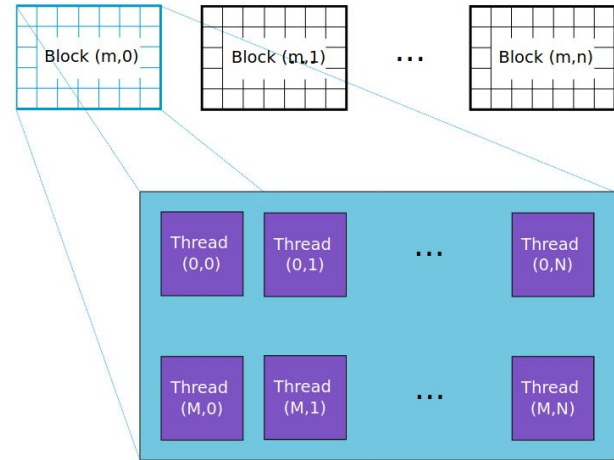 Block (m,0) Block (m,1) ... Block (m,n)
...
Thread (0,0) Thread (0,1) ... Thread (0,N)
Thread (M,0) Thread (M,1) ... Thread (M,N)